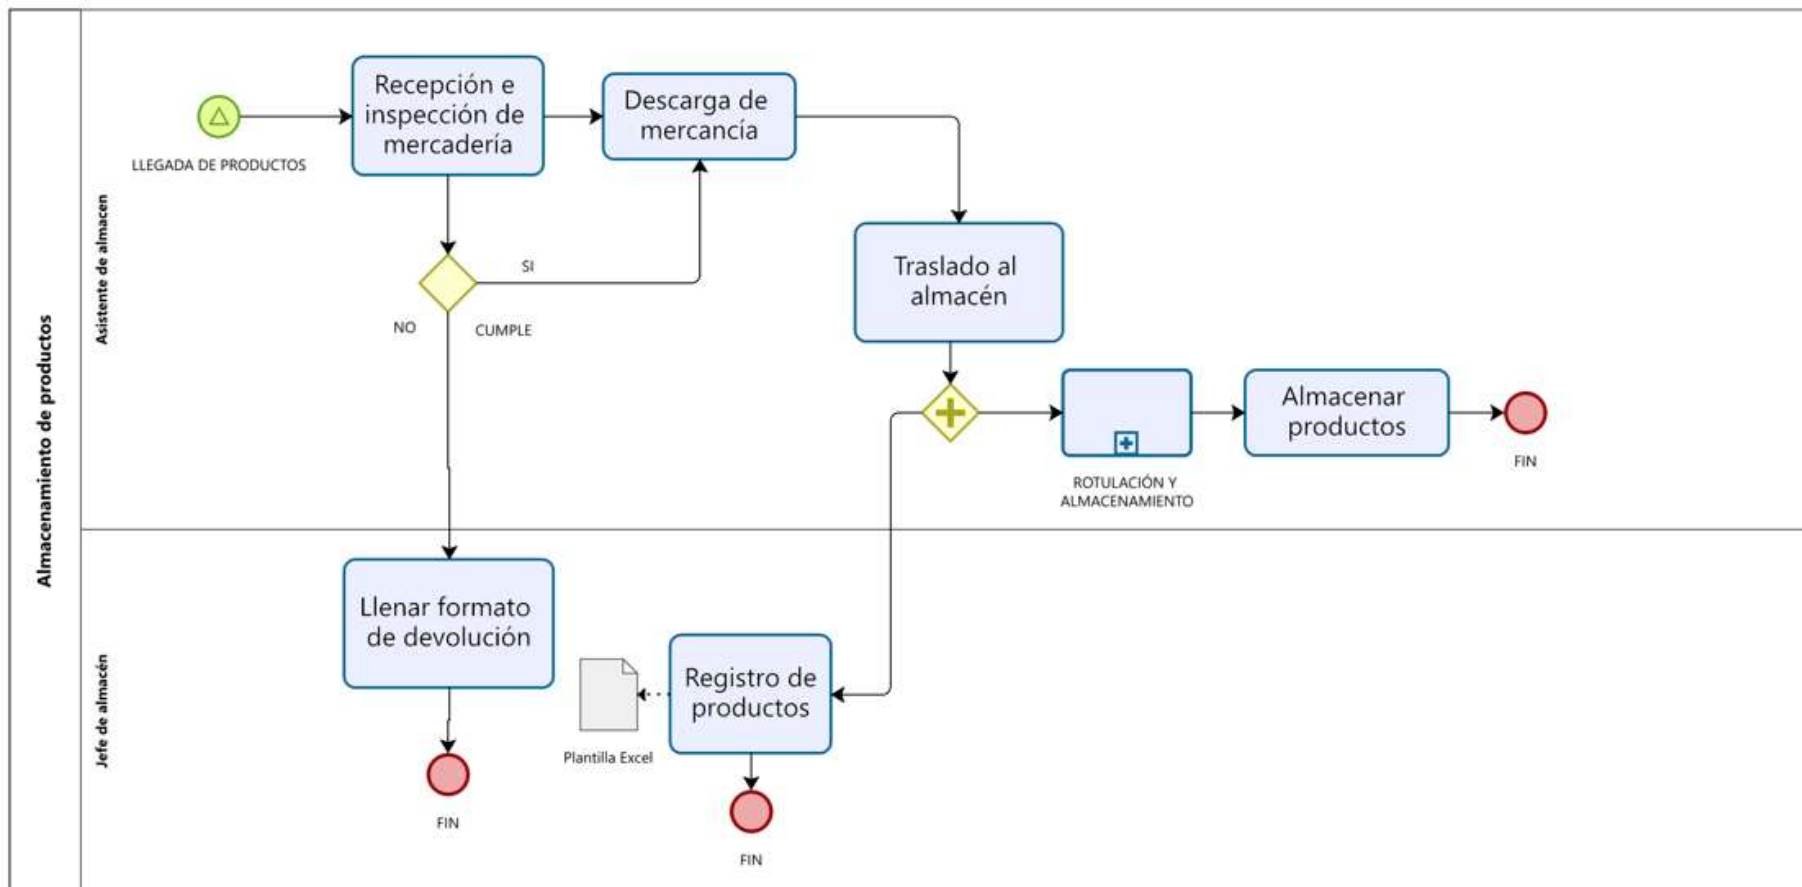 Almacenamiento de productos
Asistente de almacen
LLEGADA DE PRODUCTOS
Recepción e
inspección de
mercadería
Descarga de
mercancía
SI
NO
CUMPLE
Traslado al
almacén
ROTULACIÓN Y
ALMACENAMIENTO
Almacenar
productos
FIN
Jefe de almacén
Llenar formato
de devolución
FIN
Plantilla Excel
Registro de
productos
FIN